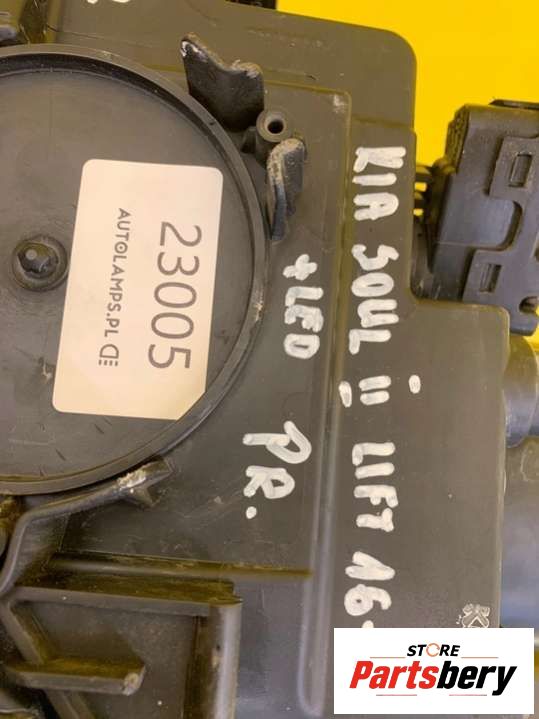 KIA SOUL II LIFT 16-
+LED
PR.
23005
AUTOLAMPS.PL
STORE
Partsbery